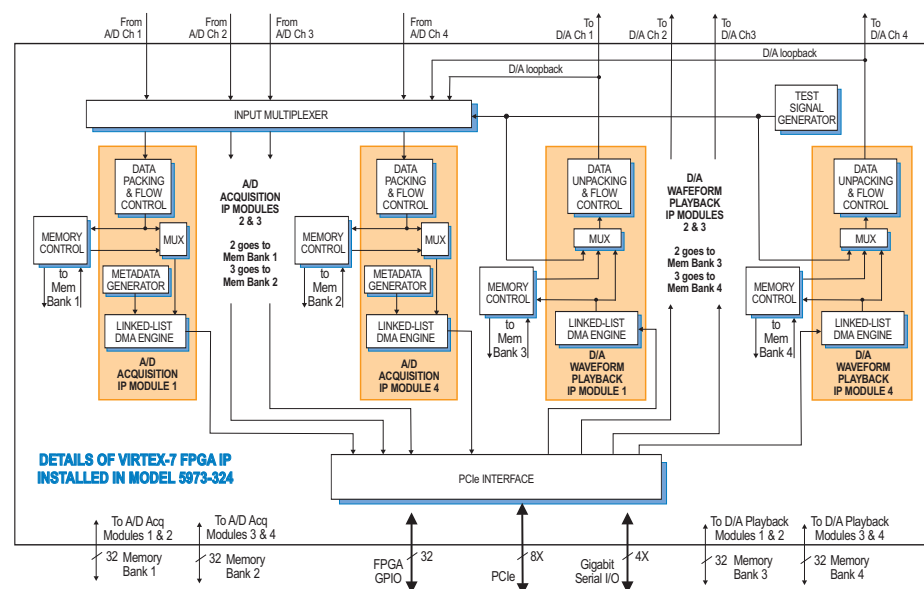 From
A/D Ch 1
From
A/D Ch 2
From
A/D Ch 3
From
A/D Ch 4
To
D/A Ch 1
To
D/A Ch 2
To
D/A Ch3
To
D/A Ch 4
D/A loopback
D/A loopback
INPUT MULTIPLEXER
TEST
SIGNAL
GENERATOR
DATA
PACKING
& FLOW
CONTROL
MUX
MEMORY
CONTROL
to
Mem
Bank 1
METADATA
GENERATOR
LINKED-LIST
DMA ENGINE
A/D
ACQUISITION
IP MODULE 1
A/D
ACQUISITION
IP MODULES
2 & 3
2 goes to
Mem Bank 1
3 goes to
Mem Bank 2
DATA
PACKING
& FLOW
CONTROL
MUX
MEMORY
CONTROL
to
Mem
Bank 2
METADATA
GENERATOR
LINKED-LIST
DMA ENGINE
A/D
ACQUISITION
IP MODULE 4
DATA
UNPACKING
& FLOW
CONTROL
MUX
MEMORY
CONTROL
to
Mem
Bank 3
LINKED-LIST
DMA ENGINE
D/A
WAVEFORM
PLAYBACK
IP MODULE 1
D/A
WAFEFORM
PLAYBACK
IP MODULES
2 & 3
2 goes to
Mem Bank 3
3 goes to
Mem Bank 4
DATA
UNPACKING
& FLOW
CONTROL
MUX
MEMORY
CONTROL
to
Mem
Bank 4
LINKED-LIST
DMA ENGINE
D/A
WAVEFORM
PLAYBACK
IP MODULE 4
DETAILS OF VIRTEX-7 FPGA IP
INSTALLED IN MODEL 5973-324
PCIe INTERFACE
To A/D Acq
Modules 1 & 2
32 Memory
Bank 1
To A/D Acq
Modules 3 & 4
32 Memory
Bank 2
32
FPGA
GPIO
8X
PCIe
4X
Gigabit
Serial I/O
To D/A Playback
Modules 1 & 2
32 Memory
Bank 3
To D/A Playback
Modules 3 & 4
32 Memory
Bank 4